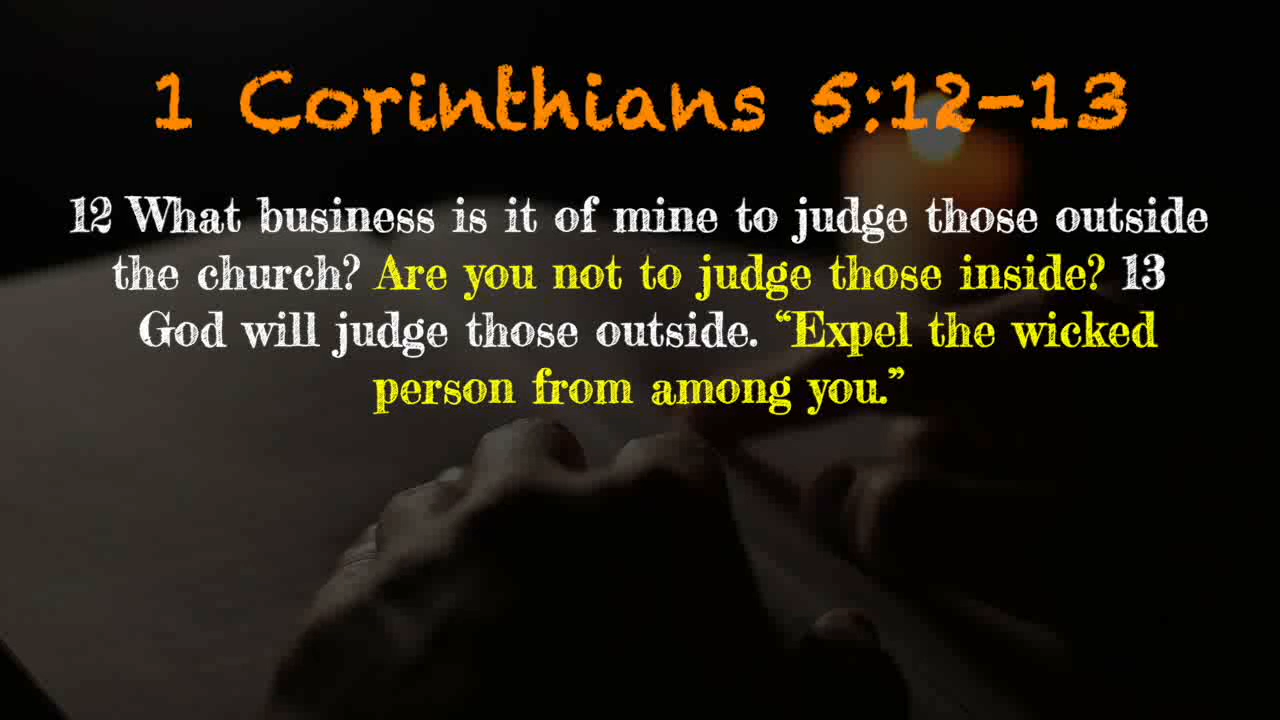 1 Corinthians 5:12-13
12 What business is it of mine to judge those outside
the church? Are you not to judge those inside? 13
God will judge those outside. “Expel the wicked
person from among you.”